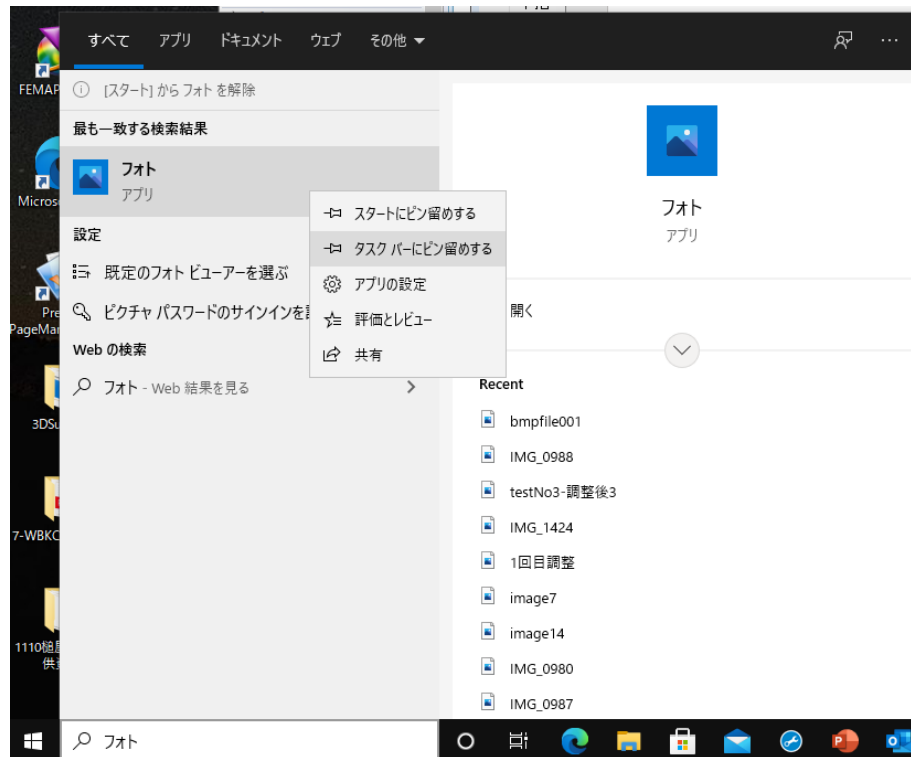 すべて アプリ ドキュメント ウェブ その他
FEMAP
[スタート] から フォト を解除
最も一致する検索結果
フォト
アプリ
Micros
スタートにピン留めする
タスク バーにピン留めする
アプリの設定
評価とレビュー
共有
設定
既定のフォト ビューアーを選ぶ
ピクチャ パスワードのサインインを
Pre
PageMar
Web の検索
フォト - Web 結果を見る
3DSu
7-WBKC
1110槌
供
フォト
アプリ
開く
Recent
bmpfile001
IMG_0988
testNo3-調整後3
IMG_1424
1回目調整
image7
image14
IMG_0980
IMG_0987
フォト